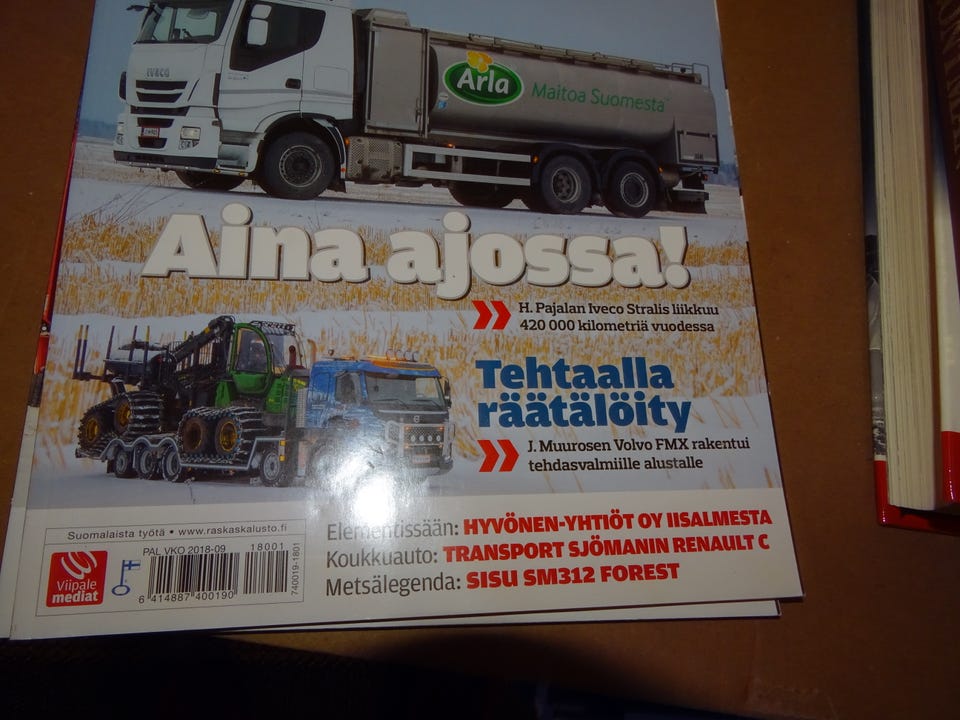 IVECO
Arla
Maitoa Suomesta
Aina ajossa!
H. Pajalan Iveco Stralis liikkuu
420 000 kilometriä vuodessa
Tehtaalla
räätälöity
J. Muurosen Volvo FMX rakentui
tehdasvalmiille alustalle
Suomalaista työtä • www.raskaskalusto.fi
PAL VKO 2018-09
18001
740019-1801
6 414887 400190
Viipale
mediat
Elementissään: HYVÖNEN-YHTIÖT OY IISALMESTA
Koukkuauto: TRANSPORT SJÖMANIN RENAULT C
Metsälegenda: SISU SM312 FOREST